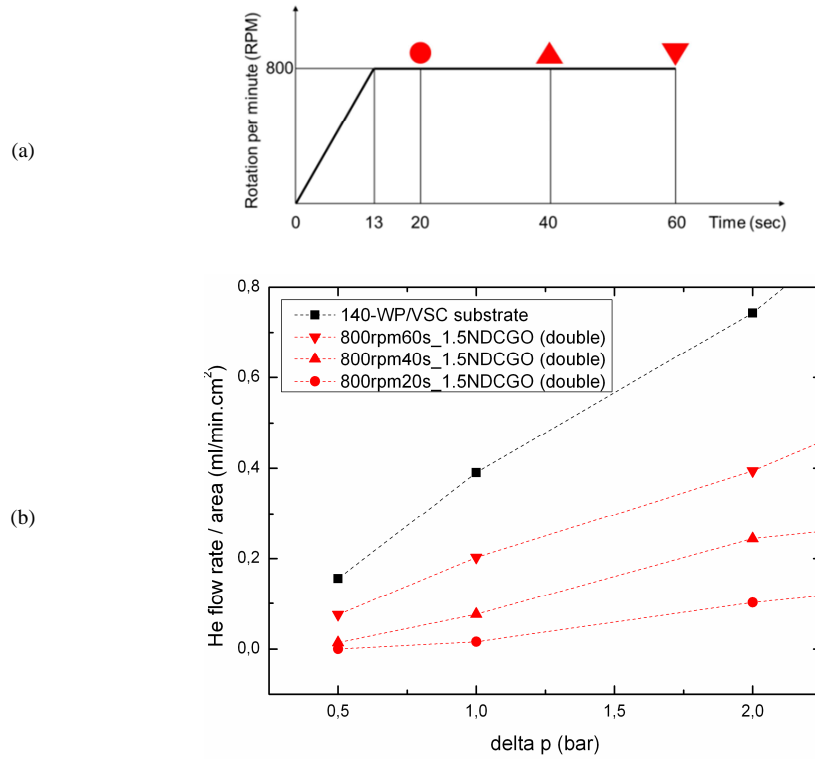 (a)
Rotation per minute (RPM)
800
0 13 20 40 60 Time (sec)
(b)
He flow rate / area (ml/min.cm²)
0,8
0,6
0,4
0,2
0,0
140-WP/VSC substrate
800rpm60s_1.5NDCGO (double)
800rpm40s_1.5NDCGO (double)
800rpm20s_1.5NDCGO (double)
0,5 1,0 1,5 2,0
delta p (bar)